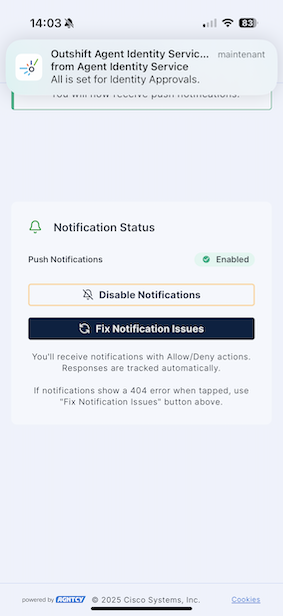 14:03
83
Outshift Agent Identity Servic...
maintenant
from Agent Identity Service
All is set for Identity Approvals.
You will now receive push notifications.
Notification Status
Push Notifications
Enabled
Disable Notifications
Fix Notification Issues
You'll receive notifications with Allow/Deny actions.
Responses are tracked automatically.
If notifications show a 404 error when tapped, use
"Fix Notification Issues" button above.
powered by AGNTCY © 2025 Cisco Systems, Inc.
Cookies